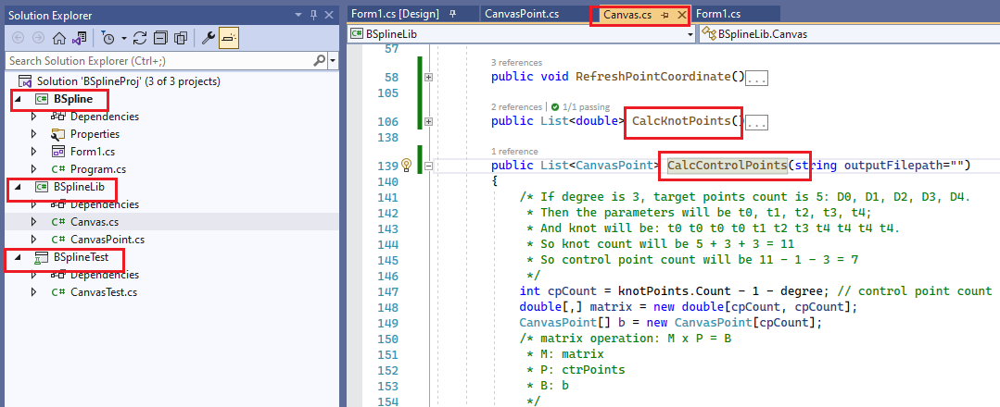 Solution Explorer
Search Solution Explorer (Ctrl+;)
Solution 'BSplineProj' (3 of 3 projects)
C# BSpline
Dependencies
Properties
Form1.cs
C# Program.cs
C# BSplineLib
Dependencies
C# Canvas.cs
C# CanvasPoint.cs
BSplineTest
Dependencies
C# CanvasTest.cs
Form1.cs [Design] CanvasPoint.cs Canvas.cs Form1.cs
C# BSplineLib BSplineLib.Canvas
57
3 references
58 public void RefreshPointCoordinate()...
105
2 references | 1/1 passing
106 public List<double> CalcKnotPoints()...
138
1 reference
139 public List<CanvasPoint> CalcControlPoints(string outputFilepath="")
140 {
141 /* If degree is 3, target points count is 5: D0, D1, D2, D3, D4.
142 * Then the parameters will be t0, t1, t2, t3, t4;
143 * And knot will be: t0 t0 t0 t0 t1 t2 t3 t4 t4 t4 t4.
144 * So knot count will be 5 + 3 + 3 = 11
145 * So control point count will be 11 - 1 - 3 = 7
146 */
147 int cpCount = knotPoints.Count - 1 - degree; // control point count
148 double[,] matrix = new double[cpCount, cpCount];
149 CanvasPoint[] b = new CanvasPoint[cpCount];
150 /* matrix operation: M x P = B
151 * M: matrix
152 * P: ctrPoints
153 * B: b
154 */